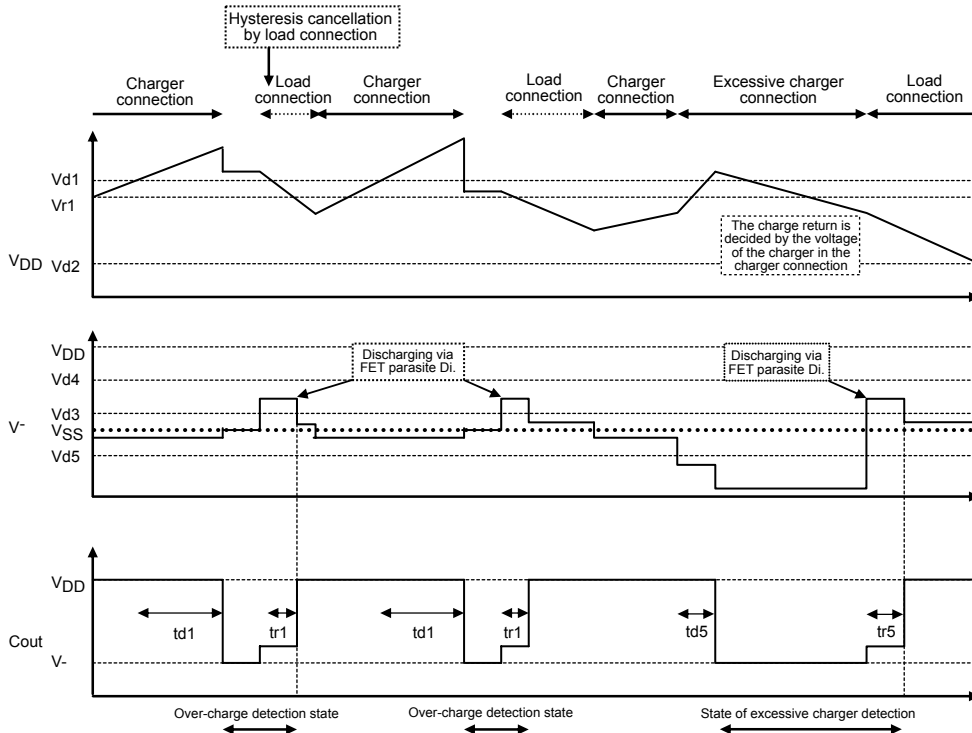 Hysteresis cancellation
by load connection
Charger
connection
Load
connection
Charger
connection
Load
connection
Charger
connection
Excessive charger
connection
Load
connection
Vd1
Vr1
VDD
Vd2
The charge return is
decided by the voltage
of the charger in the
charger connection
VDD
Vd4
Vd3
V-
VSS
Vd5
Discharging via
FET parasite Di.
Discharging via
FET parasite Di.
VDD
Cout
V-
td1
tr1
td1
tr1
td5
tr5
Over-charge detection state
Over-charge detection state
State of excessive charger detection